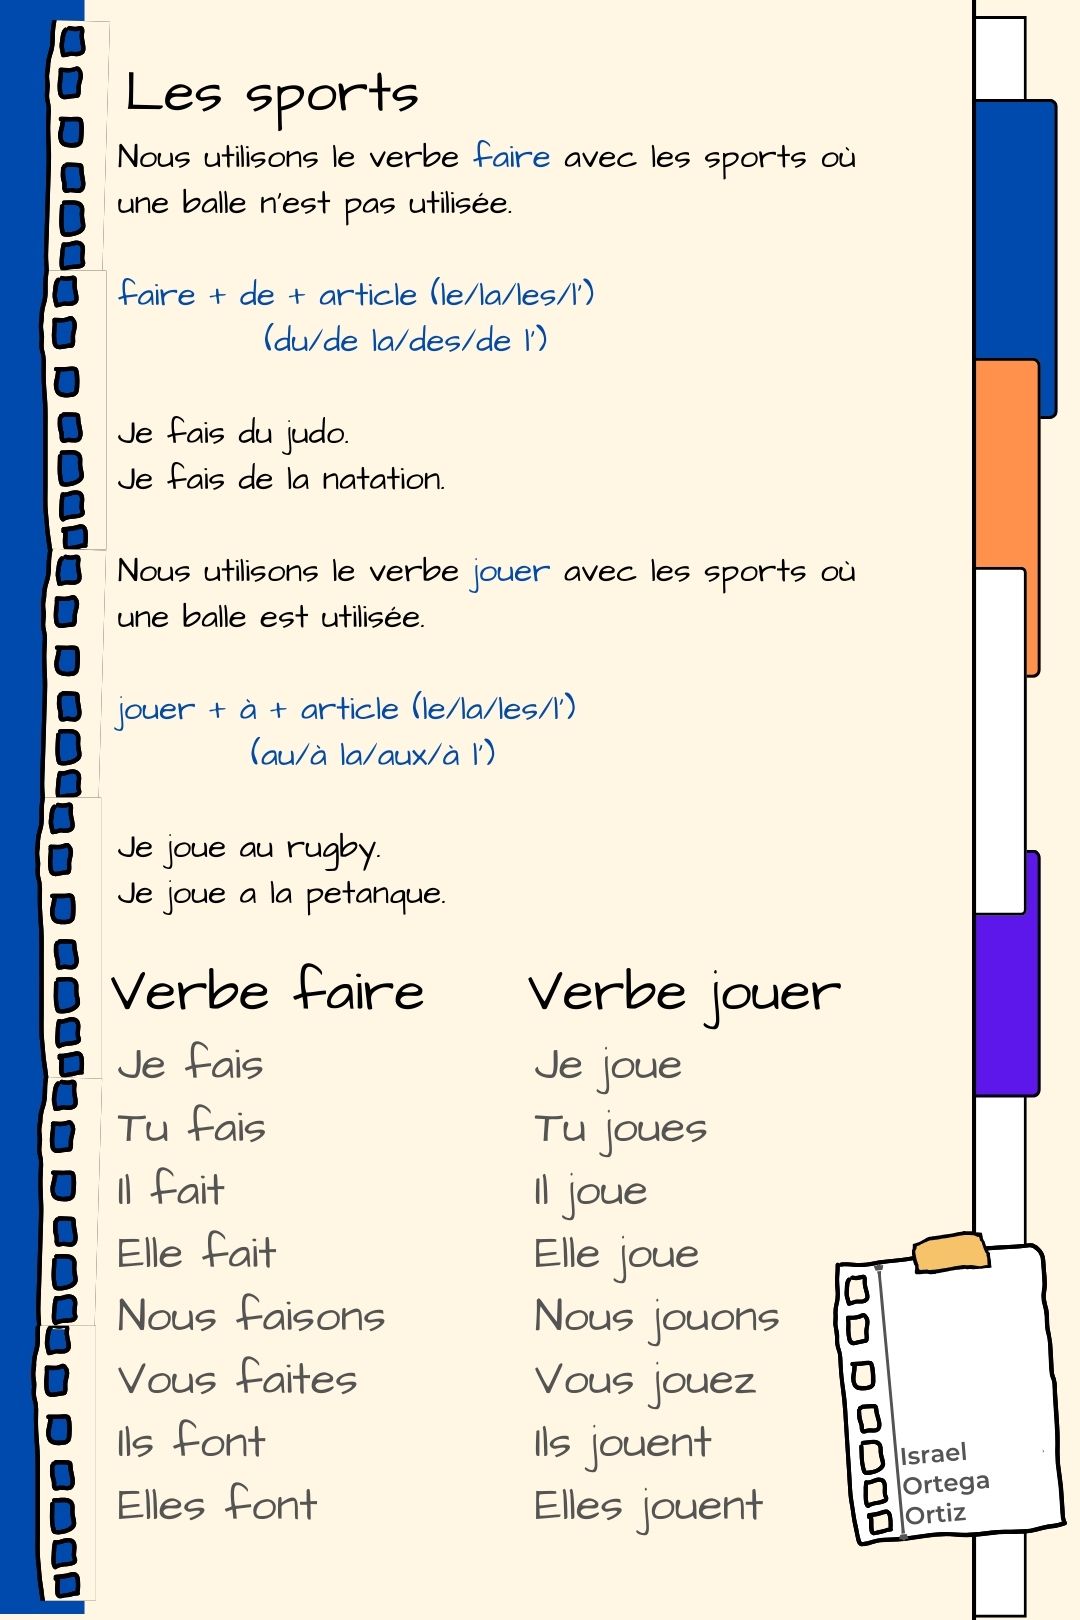 Les sports
Nous utilisons le verbe faire avec les sports où
une balle n'est pas utilisée.
faire + de + article (le/la/les/l')
(du/de la/des/de l')
Je fais du judo.
Je fais de la natation.
Nous utilisons le verbe jouer avec les sports où
une balle est utilisée.
jouer + à + article (le/la/les/l')
(au/à la/aux/à l')
Je joue au rugby.
Je joue a la petanque.
Verbe faire
Je fais
Tu fais
Il fait
Elle fait
Nous faisons
Vous faites
Ils font
Elles font
Verbe jouer
Je joue
Tu joues
Il joue
Elle joue
Nous jouons
Vous jouez
Ils jouent
Elles jouent
Israel
Ortega
Ortiz